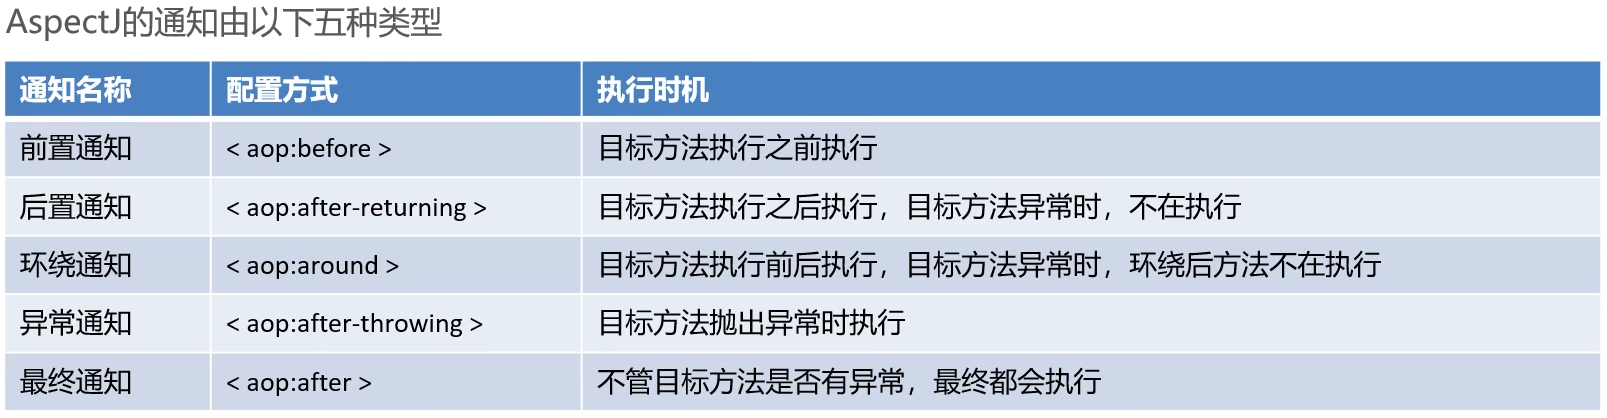 AspectJ的通知由以下五种类型
通知名称 配置方式 执行时机
前置通知 < aop:before > 目标方法执行之前执行
后置通知 < aop:after-returning > 目标方法执行之后执行，目标方法异常时，不在执行
环绕通知 < aop:around > 目标方法执行前后执行，目标方法异常时，环绕后方法不在执行
异常通知 < aop:after-throwing > 目标方法抛出异常时执行
最终通知 < aop:after > 不管目标方法是否有异常，最终都会执行